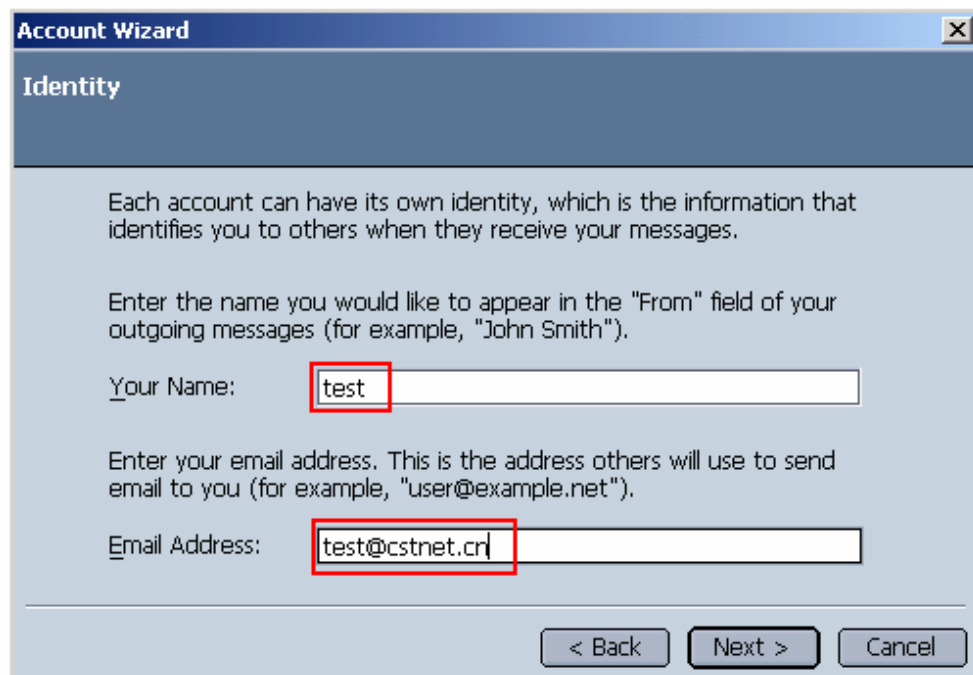 Account Wizard
Identity
Each account can have its own identity, which is the information that
identifies you to others when they receive your messages.
Enter the name you would like to appear in the "From" field of your
outgoing messages (for example, "John Smith").
Your Name: test
Enter your email address. This is the address others will use to send
email to you (for example, "user@example.net").
Email Address: test@cstnet.cn
< Back Next > Cancel